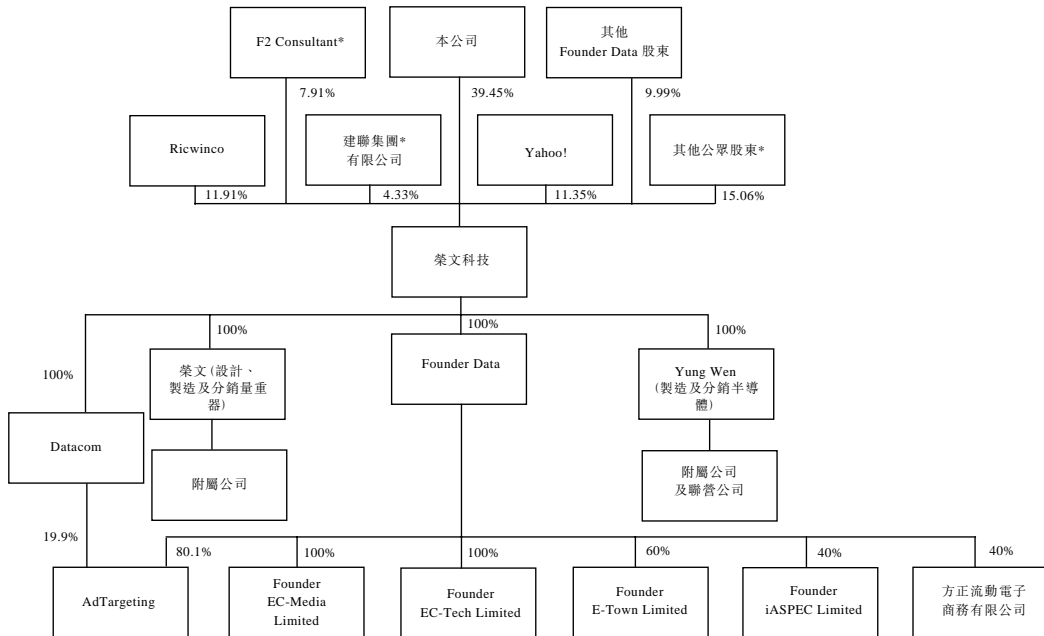 F2 Consultant*
本公司
其他
Founder Data 股東
7.91%
39.45%
9.99%
Ricwinco
建聯集團*
有限公司
Yahoo!
其他公眾股東*
11.91%
4.33%
11.35%
15.06%
榮文科技
100%
100%
100%
100%
榮文(設計、
製造及分銷量重
器)
Founder Data
Yung Wen
(製造及分銷半導
體)
Datacom
附屬公司
附屬公司
及聯營公司
19.9%
80.1%
100%
100%
60%
40%
40%
AdTargeting
Founder
EC-Media
Limited
Founder
EC-Tech Limited
Founder
E-Town Limited
Founder
iASPEC Limited
方正流動電子
商務有限公司